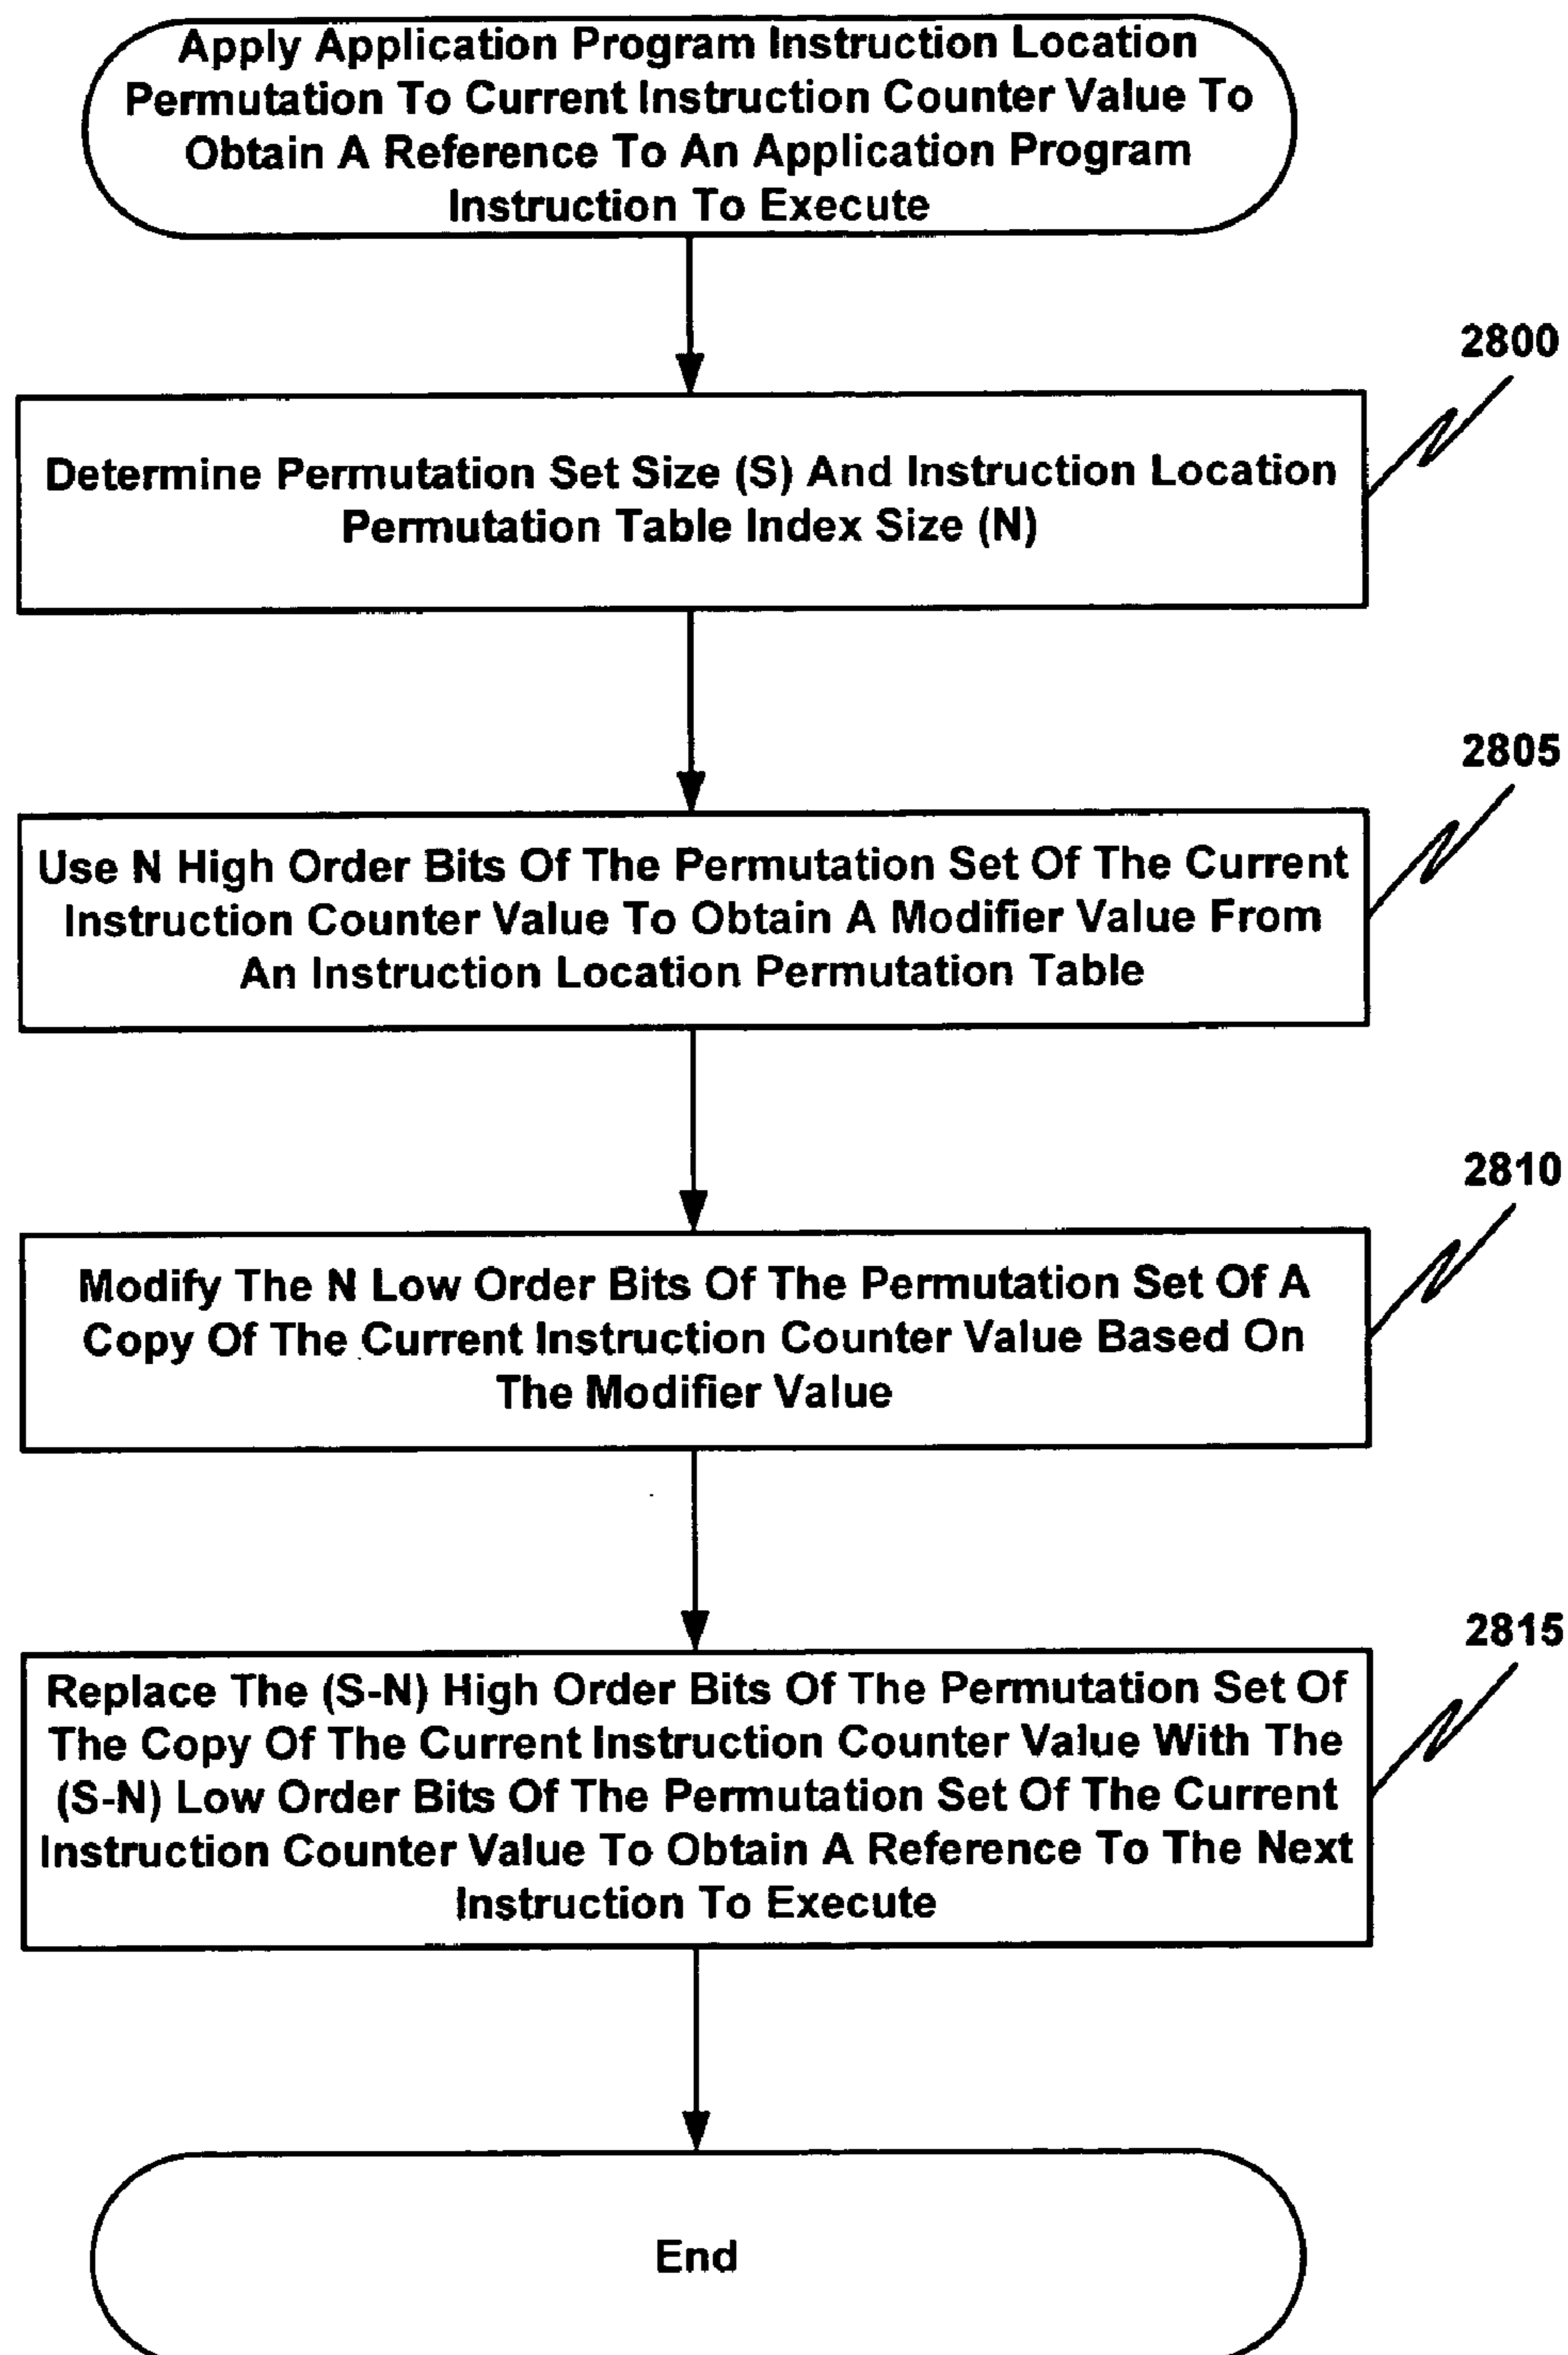 Apply Application Program Instruction Location
Permutation To Current Instruction Counter Value To
Obtain A Reference To An Application Program
Instruction To Execute
2800
Determine Permutation Set Size (S) And Instruction Location
Permutation Table Index Size (N)
2805
Use N High Order Bits Of The Permutation Set Of The Current
Instruction Counter Value To Obtain A Modifier Value From
An Instruction Location Permutation Table
2810
Modify The N Low Order Bits Of The Permutation Set Of A
Copy Of The Current Instruction Counter Value Based On
The Modifier Value
2815
Replace The (S-N) High Order Bits Of The Permutation Set Of
The Copy Of The Current Instruction Counter Value With The
(S-N) Low Order Bits Of The Permutation Set Of The Current
Instruction Counter Value To Obtain A Reference To The Next
Instruction To Execute
End